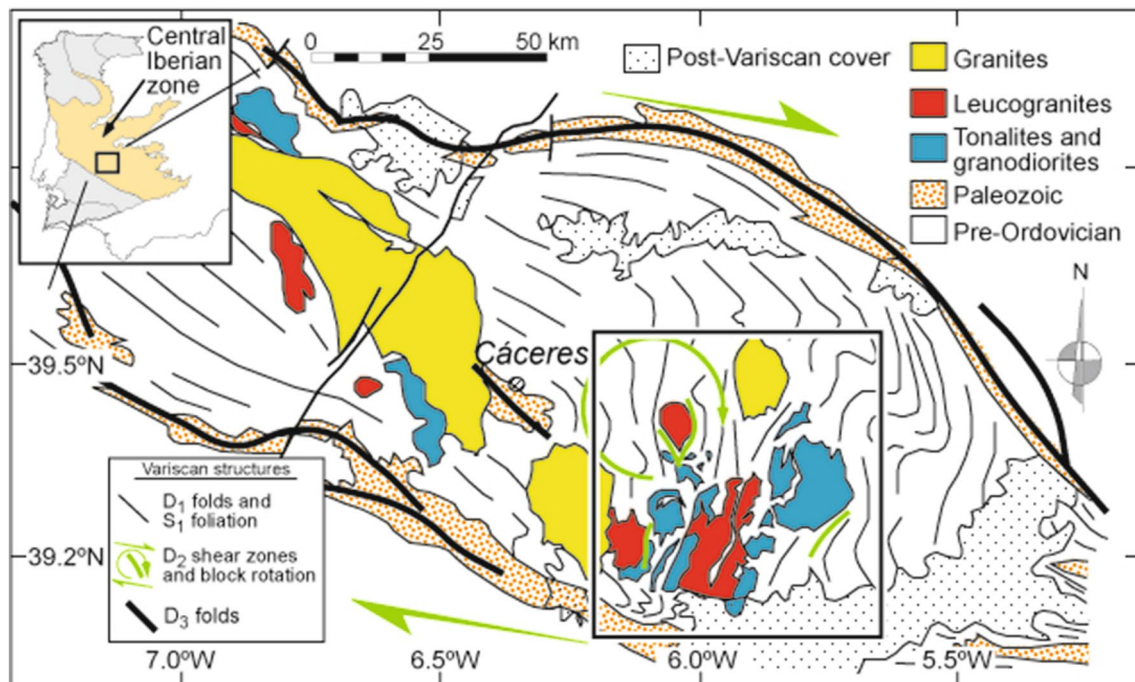 Central
Iberian
zone
0 25 50 km
Post-Variscan cover
Granites
Leucogranites
Tonalites and
granodiorites
Paleozoic
Pre-Ordovician
N
39.5ºN
Cáceres
Variscan structures
D1 folds and
S1 foliation
D2 shear zones
and block rotation
D3 folds
39.2ºN
7.0ºW 6.5ºW 6.0ºW 5.5ºW